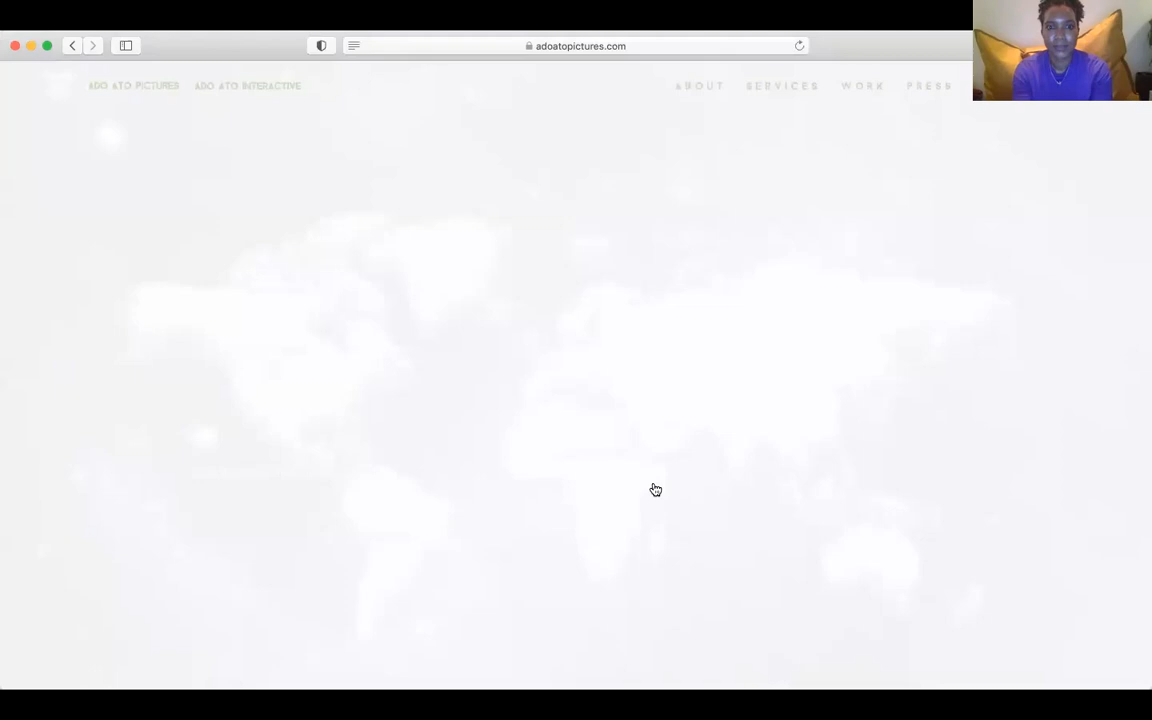 adoatopictures.com
ADO ATO PICTURES ADO ATO INTERACTIVE ABOUT SERVICES WORK PRESS